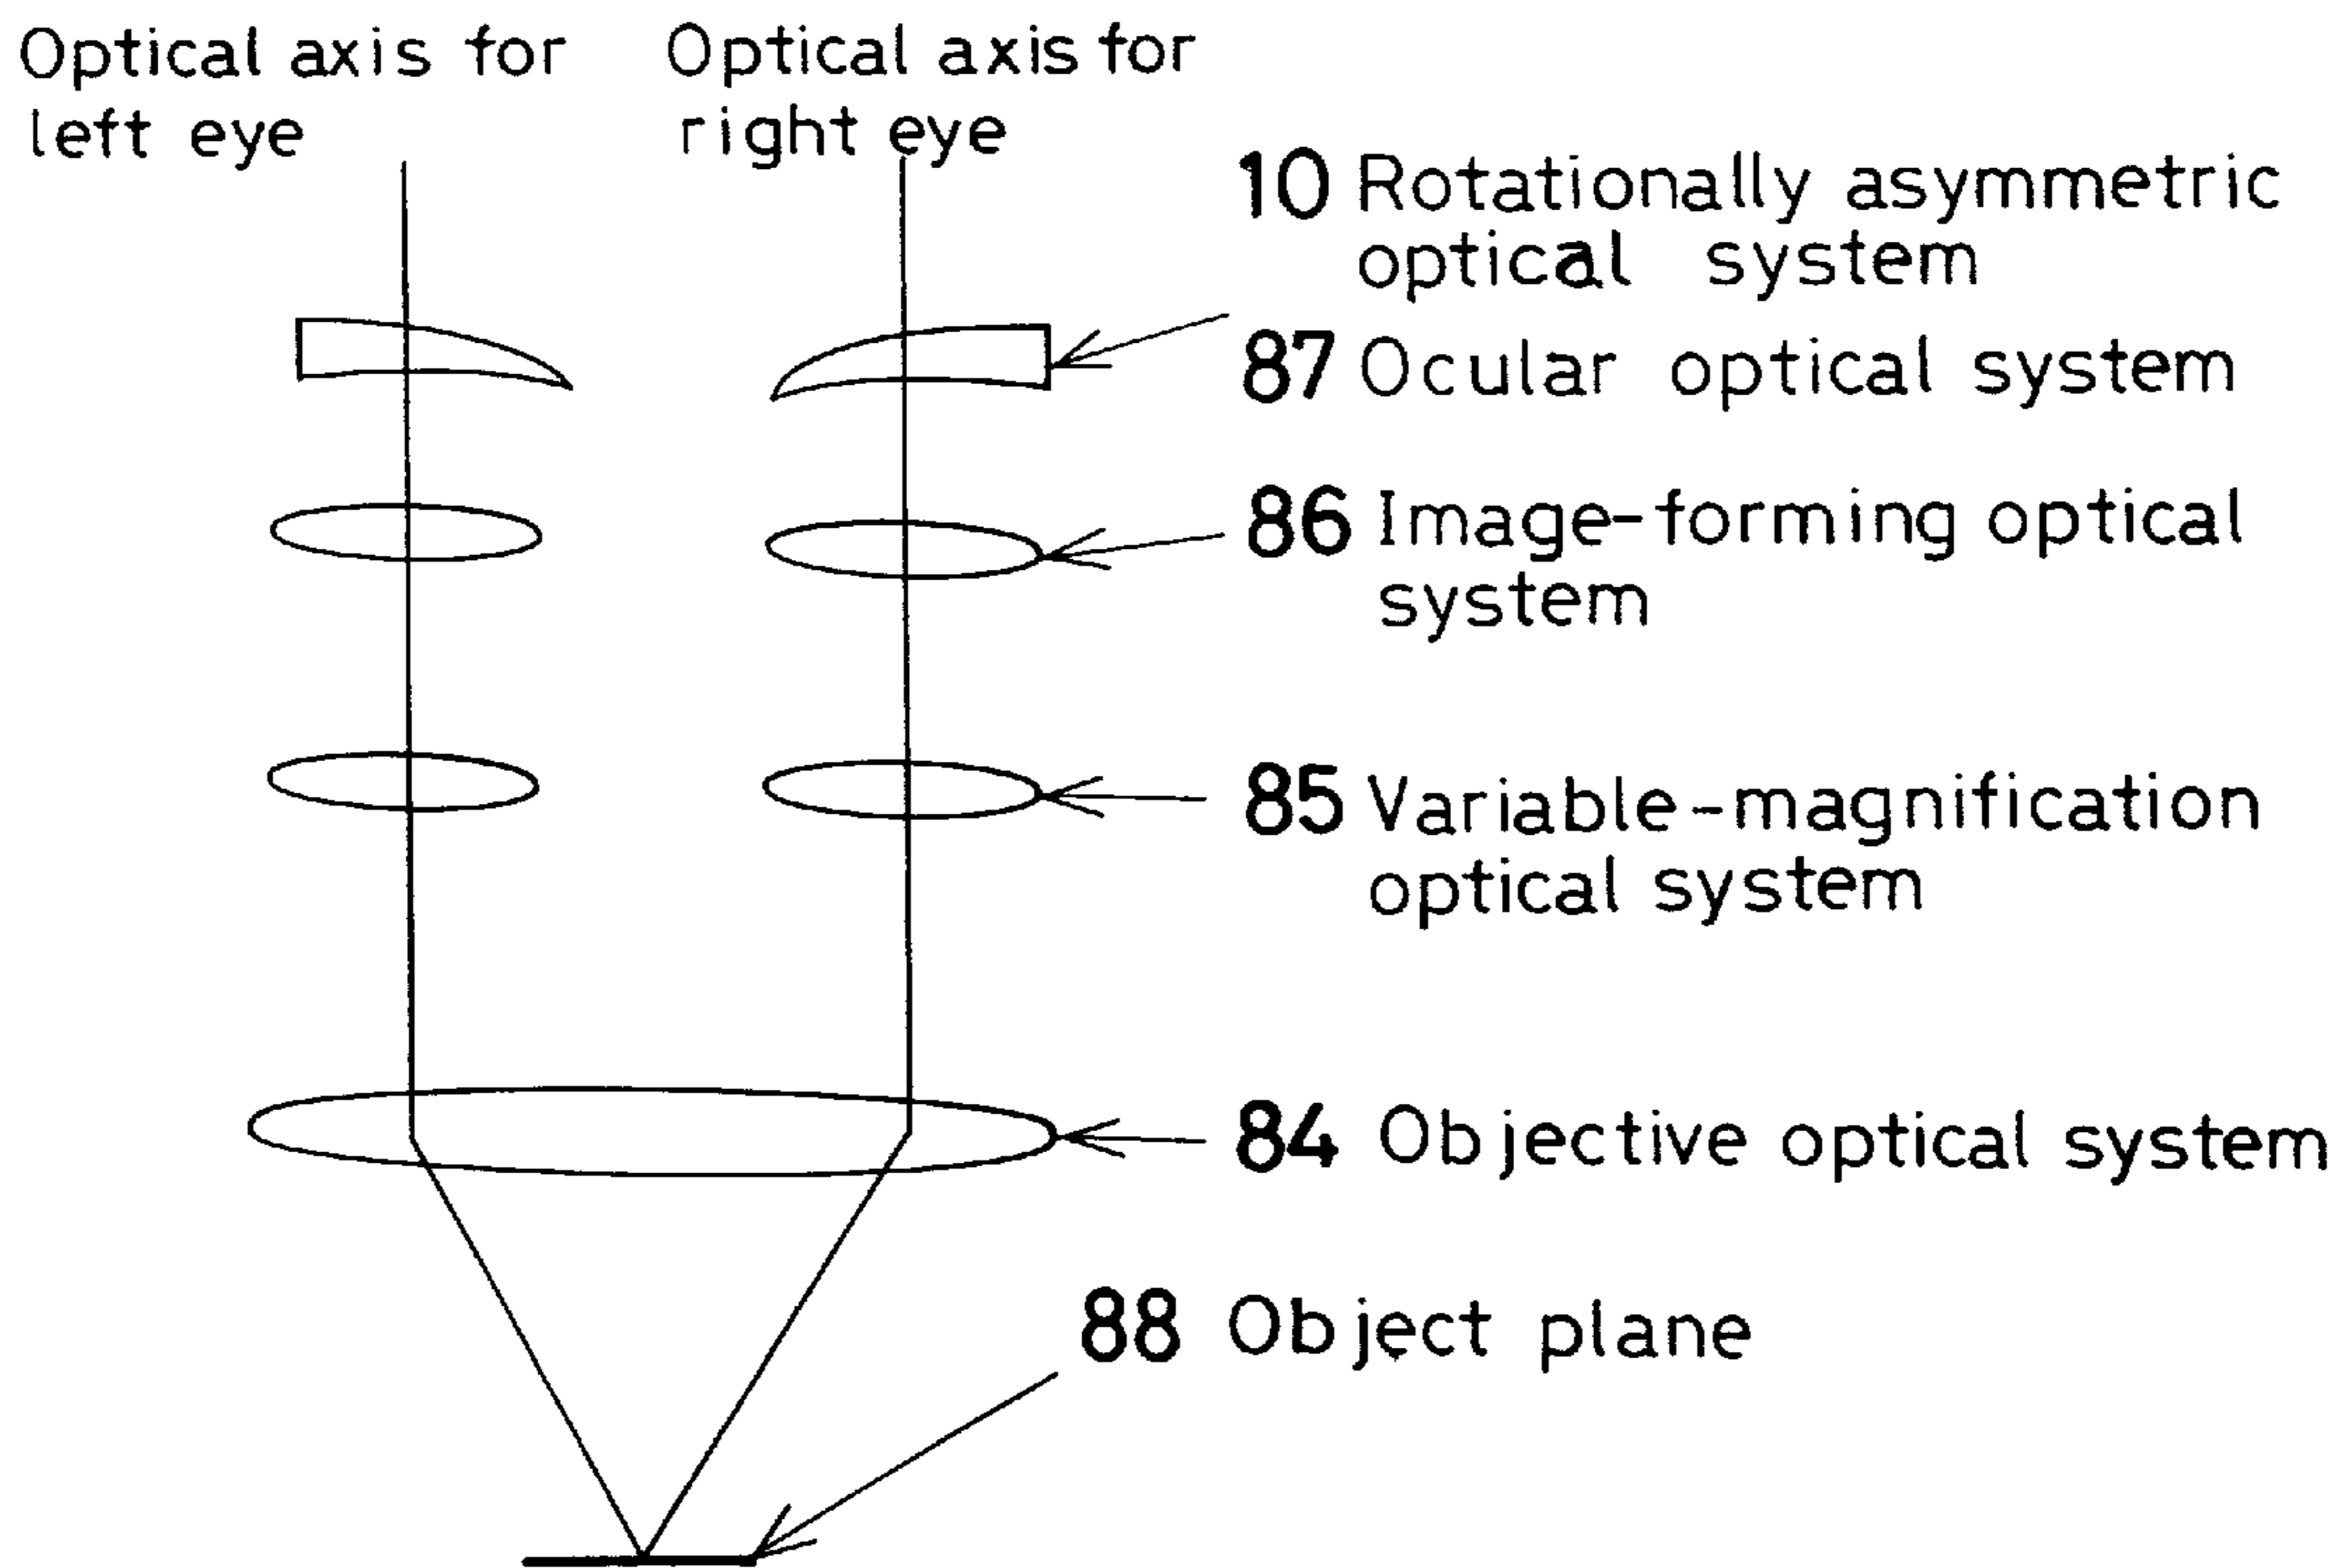 Optical axis for
left eye
Optical axis for
right eye
10 Rotationally asymmetric
optical system
87 Ocular optical system
86 Image-forming optical
system
85 Variable-magnification
optical system
84 Objective optical system
88 Object plane